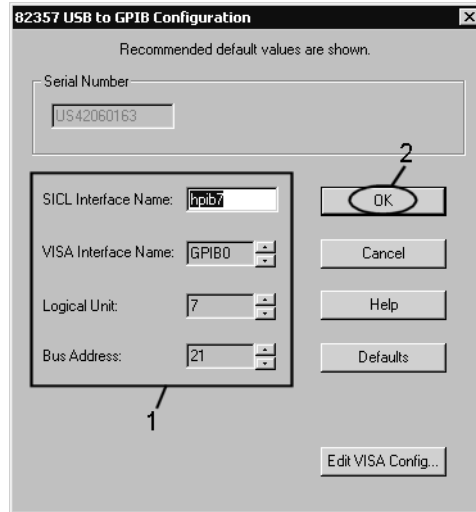 82357 USB to GPIB Configuration
Recommended default values are shown.
Serial Number
US42060163
2
SICL Interface Name: hpib7
OK
VISA Interface Name: GPIB0
Cancel
Logical Unit: 7
Help
Bus Address: 21
Defaults
1
Edit VISA Config...